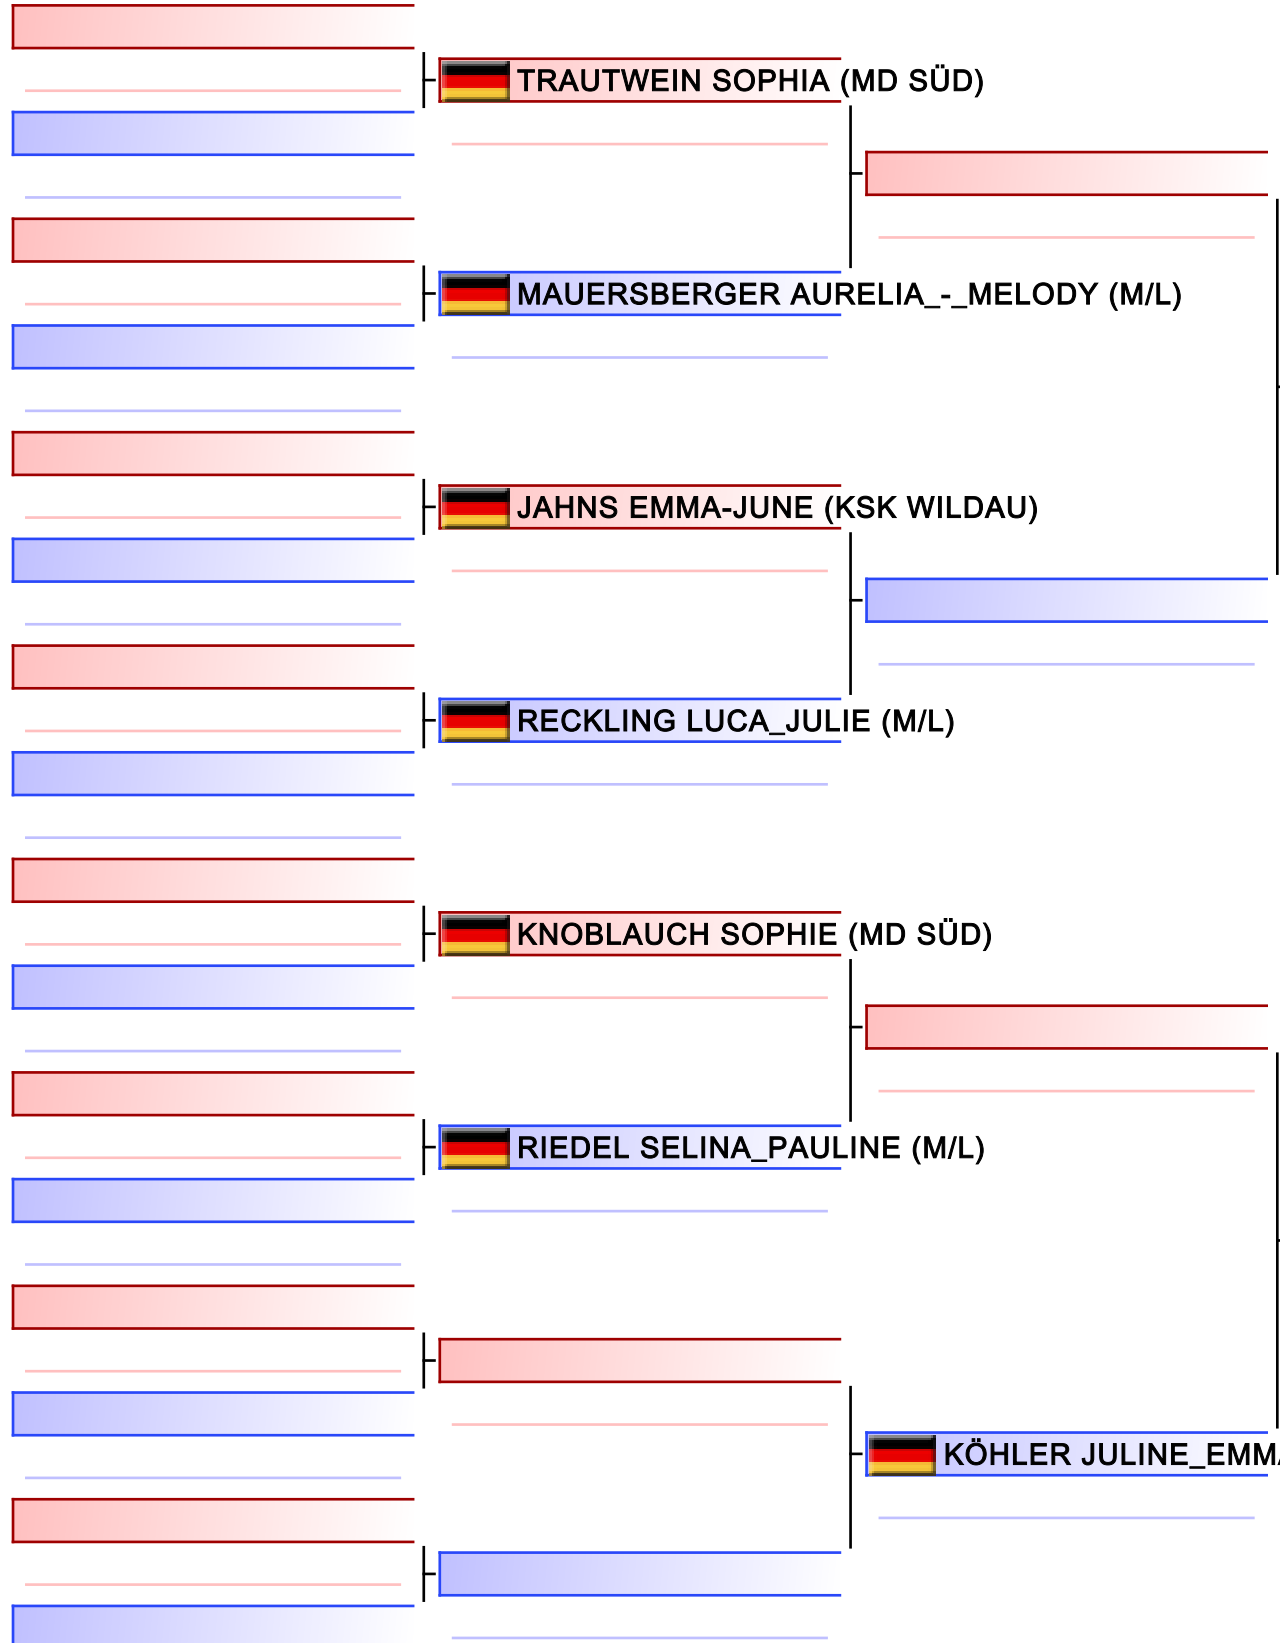 TRAUTWEIN SOPHIA (MD SÜD)
MAUERSBERGER AURELIA_-_MELODY (M/L)
JAHNS EMMA-JUNE (KSK WILDAU)
RECKLING LUCA_JULIE (M/L)
KNOBLAUCH SOPHIE (MD SÜD)
RIEDEL SELINA_PAULINE (M/L)
KÖHLER JULINE_EMMA